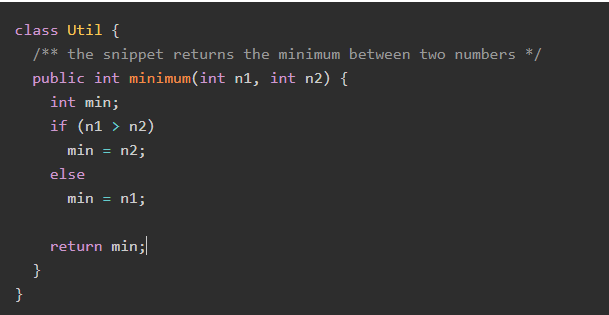 class Util {
  /** the snippet returns the minimum between two numbers */
  public int minimum(int n1, int n2) {
    int min;
    if (n1 > n2)
      min = n2;
    else
      min = n1;

    return min;
  }
}